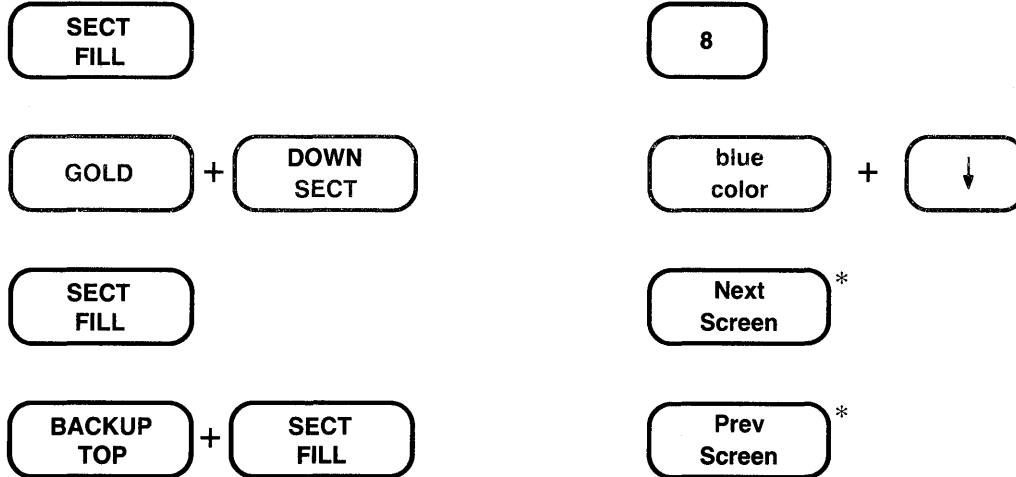 SECT
FILL
8
GOLD + DOWN
SECT
blue
color + ↓
SECT
FILL
Next
Screen *
BACKUP
TOP + SECT
FILL
Prev
Screen *